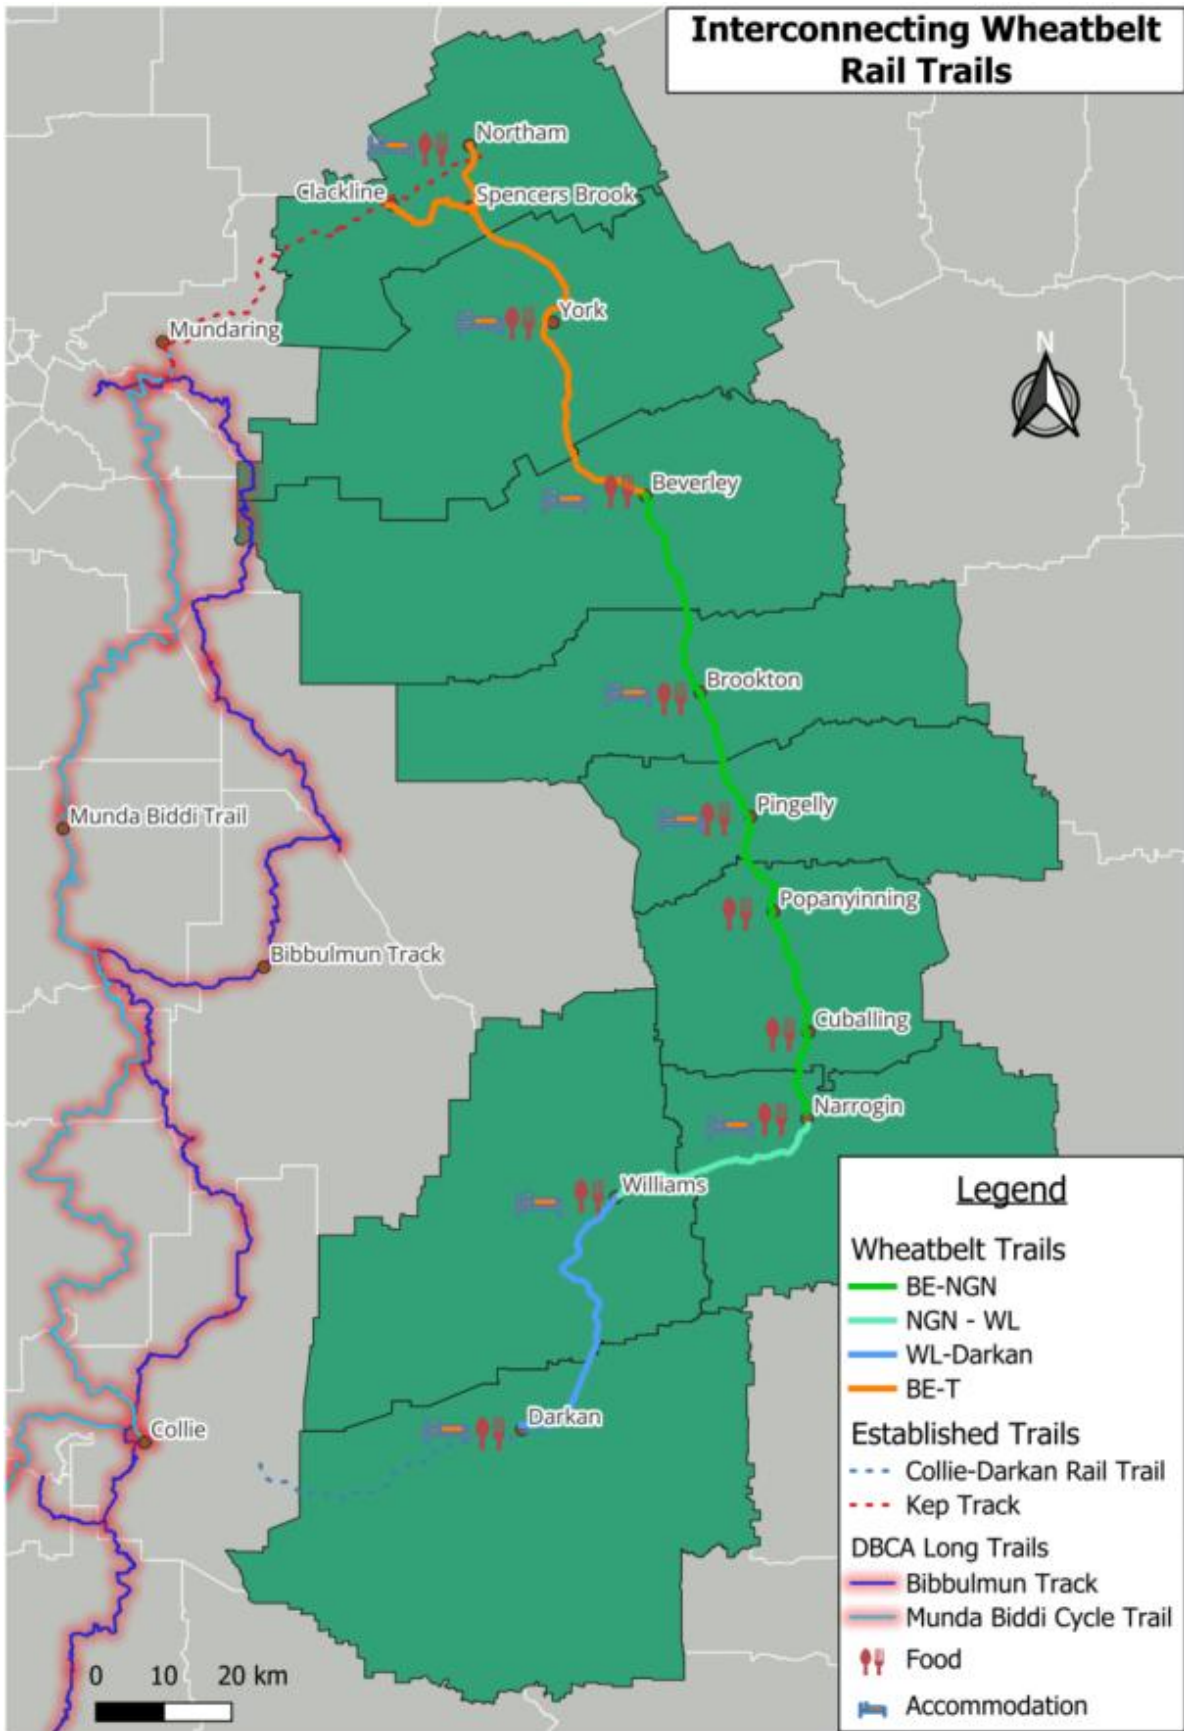 Interconnecting Wheatbelt
Rail Trails
Northam
Clackline
Spencers Brook
York
Mundaring
N
Beverley
Brookton
Pingelly
Munda Biddi Trail
Popanyinning
Bibbulmun Track
Cuballing
Narrogin
Williams
Darkan
Collie
Legend
Wheatbelt Trails
BE-NGN
NGN - WL
WL-Darkan
BE-T
Established Trails
Collie-Darkan Rail Trail
Kep Track
DBCA Long Trails
Bibbulmun Track
Munda Biddi Cycle Trail
Food
Accommodation
0 10 20 km